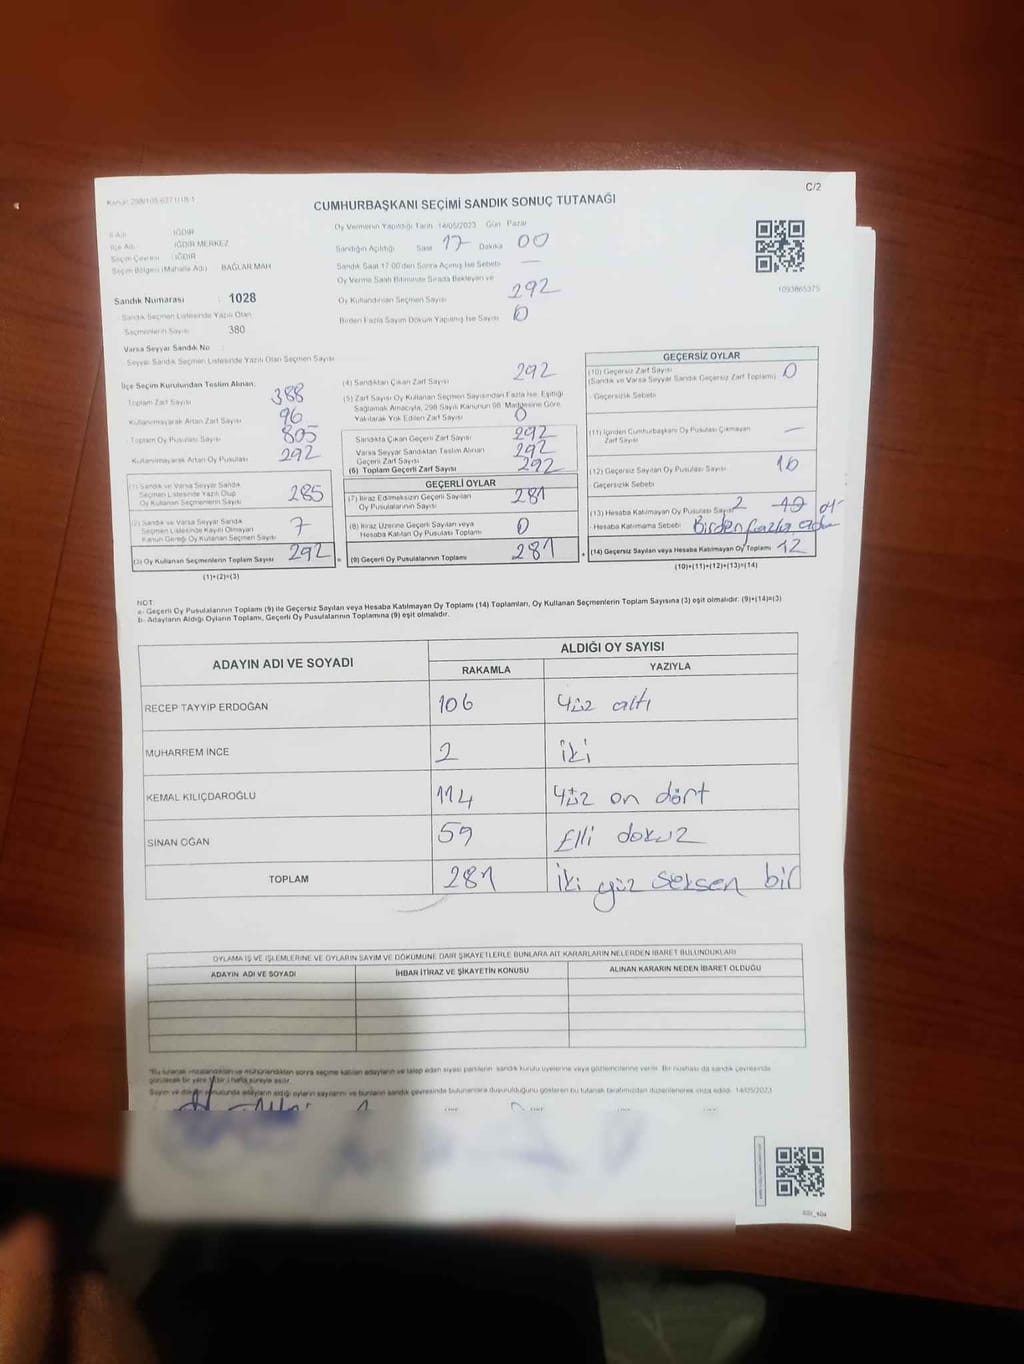 C/2
CUMHURBAŞKANI SEÇİMİ SANDIK SONUÇ TUTANAĞI
İl Adı : IĞDIR
İlçe Adı : IĞDIR MERKEZ
Seçim Çevresi : IĞDIR
Seçim Bölgesi (Mahalle Adı) : BAĞLAR MAH
Sandık Numarası : 1028
Sandık Seçmen Listesinde Yazılı Olan
Seçmenlerin Sayısı 380
Varsa Seyyar Sandık No
Seyyar Sandık Seçmen Listesinde Yazılı Olan Seçmen Sayısı
Oy Vermenin Yapıldığı Tarih 14/05/2023 Gün Pazar
Sandığın Açıldığı Saat 17 Dakika 00
Sandık Saat 17:00'den Sonra Açılmış İse Sebebi —
Oy Verme Saati Bitiminde Sırada Bekleyen ve
Oy Kullandırılan Seçmen Sayısı 292
Birden Fazla Sayım Döküm Yapılmış İse Sayısı 0
1093865375
İlçe Seçim Kurulundan Teslim Alınan;
Toplam Zarf Sayısı 388
Kullanılmayarak Artan Zarf Sayısı 96
Toplam Oy Pusulası Sayısı 805
Kullanılmayarak Artan Oy Pusulası 292
(1) Sandık ve Varsa Seyyar Sandık
Seçmen Listesinde Yazılı Olup
Oy Kullanan Seçmenlerin Sayısı 285
(2) Sandık ve Varsa Seyyar Sandık
Seçmen Listesinde Kayıtlı Olmayan
Kanun Gereği Oy Kullanan Seçmen Sayısı 7
(3) Oy Kullanan Seçmenlerin Toplam Sayısı 292
(1)+(2)=(3)
(4) Sandıktan Çıkan Zarf Sayısı 292
(5) Zarf Sayısı Oy Kullanan Seçmen Sayısından Fazla İse, Eşitliği
Sağlamak Amacıyla, 298 Sayılı Kanunun 98. Maddesine Göre
Yakılarak Yok Edilen Zarf Sayısı 0
Sandıkta Çıkan Geçerli Zarf Sayısı 292
Varsa Seyyar Sandıktan Teslim Alınan
Geçerli Zarf Sayısı 292
(6) Toplam Geçerli Zarf Sayısı 292
GEÇERLİ OYLAR
(7) İtiraz Edilmeksizin Geçerli Sayılan
Oy Pusulalarının Sayısı 281
(8) İtiraz Üzerine Geçerli Sayılan veya
Hesaba Katılan Oy Pusulası Toplamı 0
(9) Geçerli Oy Pusulalarının Toplamı 281
GEÇERSİZ OYLAR
(10) Geçersiz Zarf Sayısı 0
(Sandık ve Varsa Seyyar Sandık Geçersiz Zarf Toplamı)
Geçersizlik Sebebi
(11) İçinden Cumhurbaşkanı Oy Pusulası Çıkmayan
Zarf Sayısı —
(12) Geçersiz Sayılan Oy Pusulası Sayısı 10
Geçersizlik Sebebi
(13) Hesaba Katılmayan Oy Pusulası Sayısı 2 10
Hesaba Katılmama Sebebi Birden fazla
(14) Geçersiz Sayılan veya Hesaba Katılmayan Oy Toplamı 12
(10)+(11)+(12)+(13)=(14)
NOT:
a- Geçerli Oy Pusulalarının Toplamı (9) ile Geçersiz Sayılan veya Hesaba Katılmayan Oy Toplamı (14) Toplamları, Oy Kullanan Seçmenlerin Toplam Sayısına (3) eşit olmalıdır. (9)+(14)=(3)
b- Adayların Aldığı Oyların Toplamı, Geçerli Oy Pusulalarının Toplamına (9) eşit olmalıdır.
ADAYIN ADI VE SOYADI ALDIĞI OY SAYISI
RAKAMLA YAZIYLA
RECEP TAYYİP ERDOĞAN 106 yüz altı
MUHARREM İNCE 2 iki
KEMAL KILIÇDAROĞLU 114 yüz on dört
SİNAN OĞAN 59 Elli dokuz
TOPLAM 281 iki yüz seksen bir
OYLAMA İŞ VE İŞLEMLERİNE VE OYLARIN SAYIM VE DÖKÜMÜNE DAİR ŞİKAYETLERLE BUNLARA AİT KARARLARIN NELERDEN İBARET BULUNDUKLARI
ADAYIN ADI VE SOYADI İHBAR İTİRAZ VE ŞİKAYETİN KONUSU ALINAN KARARIN NEDEN İBARET OLDUĞU